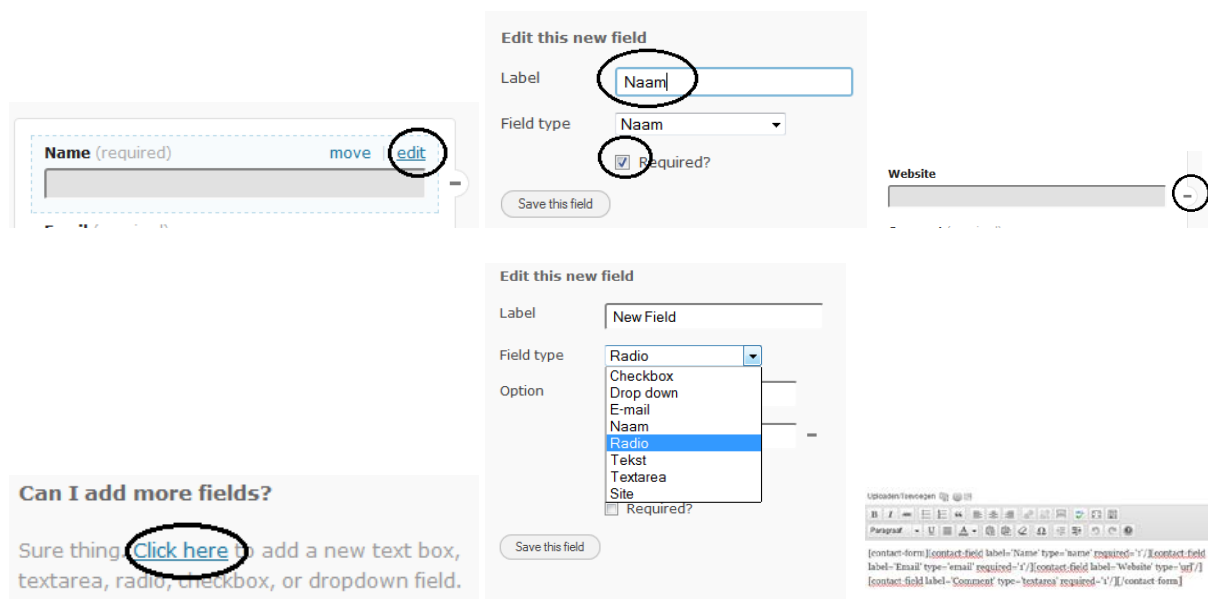 Name (required) move | edit
Edit this new field
Label Naam
Field type Naam
Required?
Save this field
Website
Can I add more fields?
Sure thing. Click here to add a new text box,
textarea, radio, checkbox, or dropdown field.
Edit this new field
Label New Field
Field type Radio
Option
Checkbox
Drop down
E-mail
Naam
Radio
Tekst
Textarea
Site
Required?
Save this field
Uploaden/Toevoegen
Paragraaf
[contact-form][contact-field label='Name' type='name' required='1'/][contact-field
label='Email' type='email' required='1'/][contact-field label='Website' type='url'/]
[contact-field label='Comment' type='textarea' required='1'/][/contact-form]